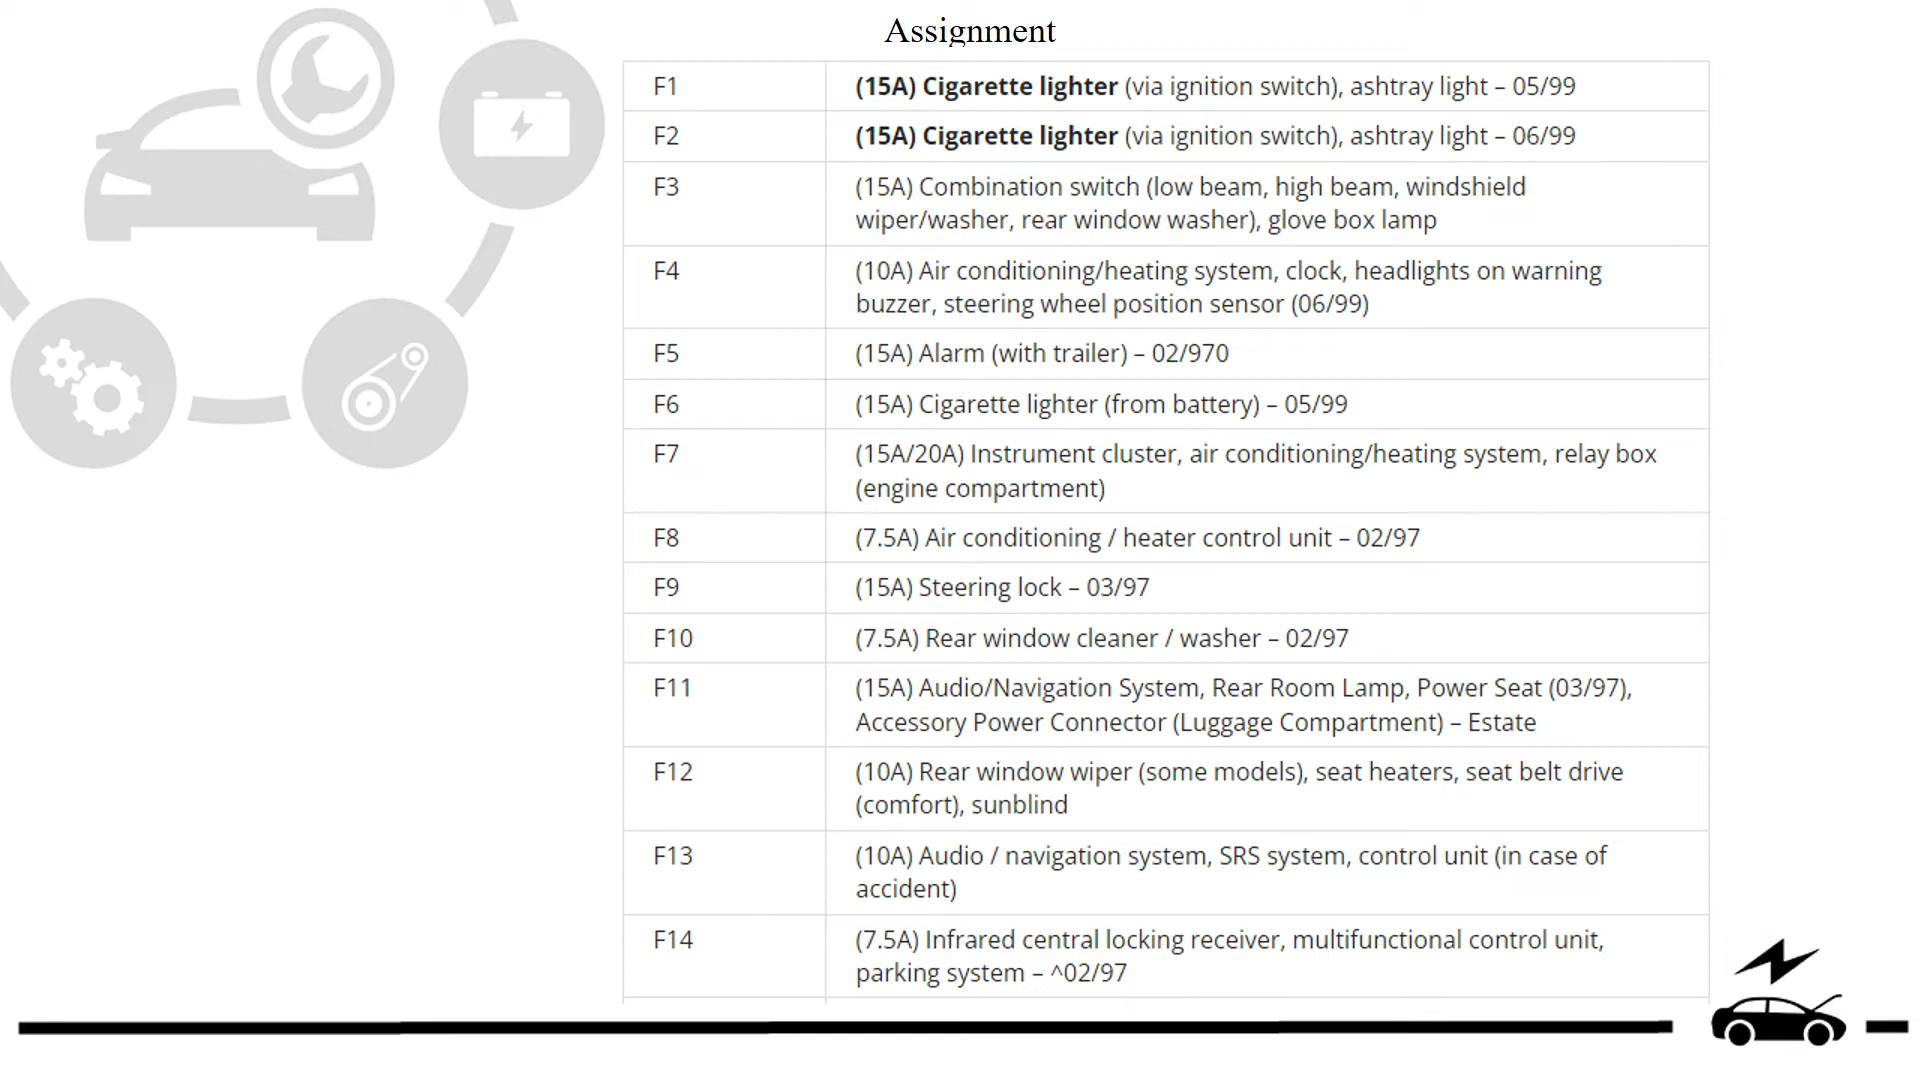 Assignment
F1 (15A) Cigarette lighter (via ignition switch), ashtray light – 05/99
F2 (15A) Cigarette lighter (via ignition switch), ashtray light – 06/99
F3 (15A) Combination switch (low beam, high beam, windshield
wiper/washer, rear window washer), glove box lamp
F4 (10A) Air conditioning/heating system, clock, headlights on warning
buzzer, steering wheel position sensor (06/99)
F5 (15A) Alarm (with trailer) – 02/970
F6 (15A) Cigarette lighter (from battery) – 05/99
F7 (15A/20A) Instrument cluster, air conditioning/heating system, relay box
(engine compartment)
F8 (7.5A) Air conditioning / heater control unit – 02/97
F9 (15A) Steering lock – 03/97
F10 (7.5A) Rear window cleaner / washer – 02/97
F11 (15A) Audio/Navigation System, Rear Room Lamp, Power Seat (03/97),
Accessory Power Connector (Luggage Compartment) – Estate
F12 (10A) Rear window wiper (some models), seat heaters, seat belt drive
(comfort), sunblind
F13 (10A) Audio / navigation system, SRS system, control unit (in case of
accident)
F14 (7.5A) Infrared central locking receiver, multifunctional control unit,
parking system – ^02/97